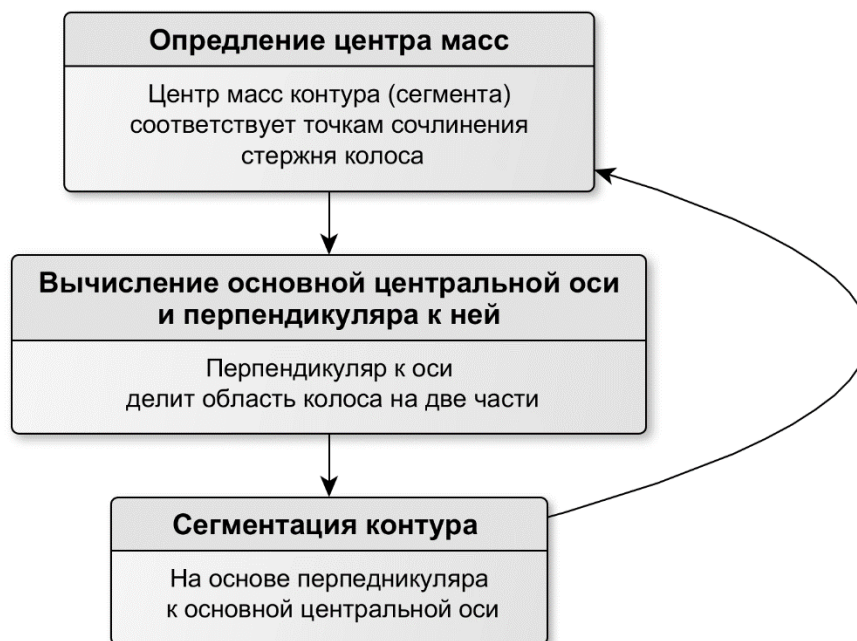 Опредление центра масс
Центр масс контура (сегмента)
соответствует точкам сочлинения
стержня колоса
Вычисление основной центральной оси
и перпендикуляра к ней
Перпендикуляр к оси
делит область колоса на две части
Сегментация контура
На основе перпедникуляра
к основной центральной оси